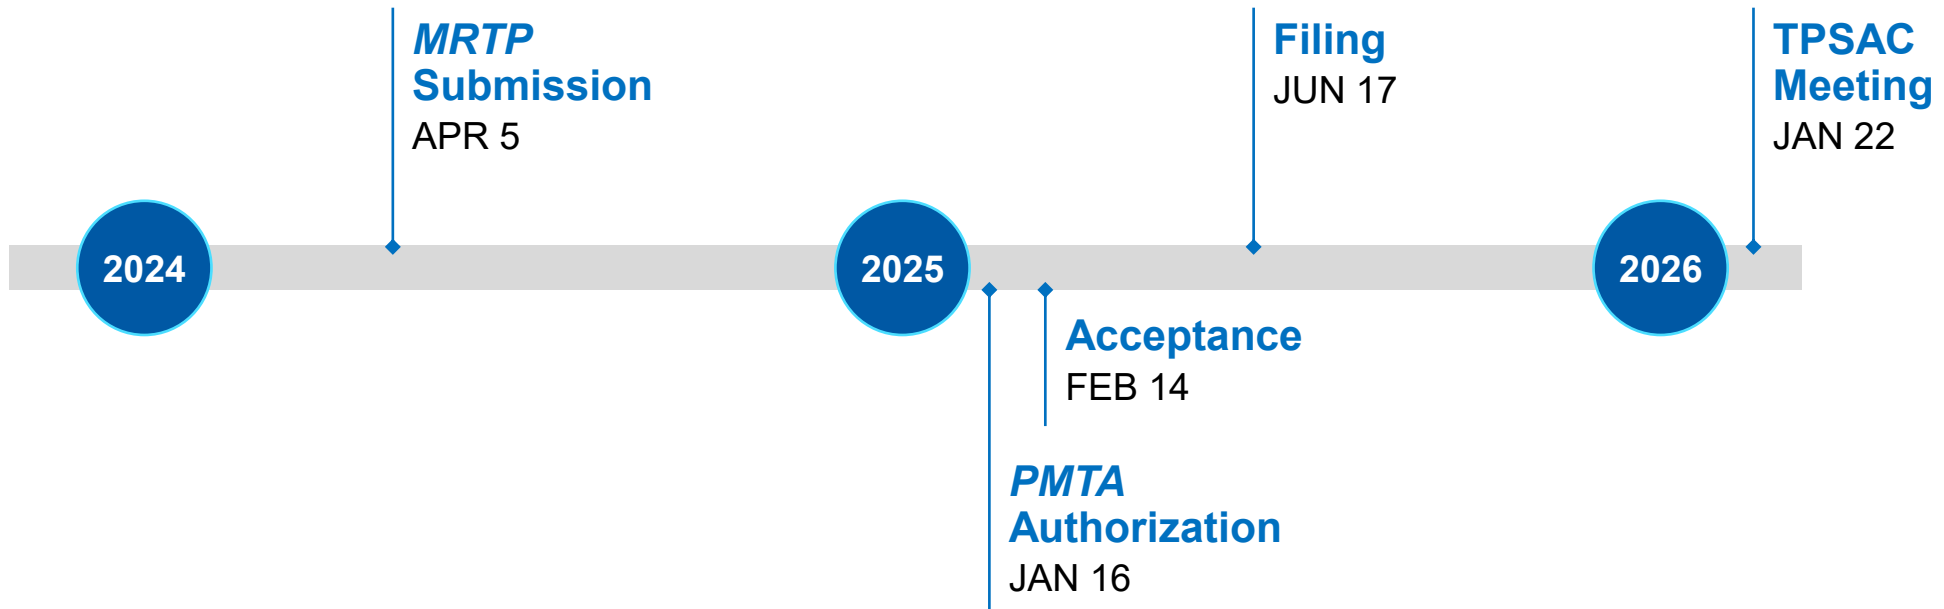 MRTP
Submission
APR 5
Filing
JUN 17
TPSAC
Meeting
JAN 22
2024
2025
2026
Acceptance
FEB 14
PMTA
Authorization
JAN 16